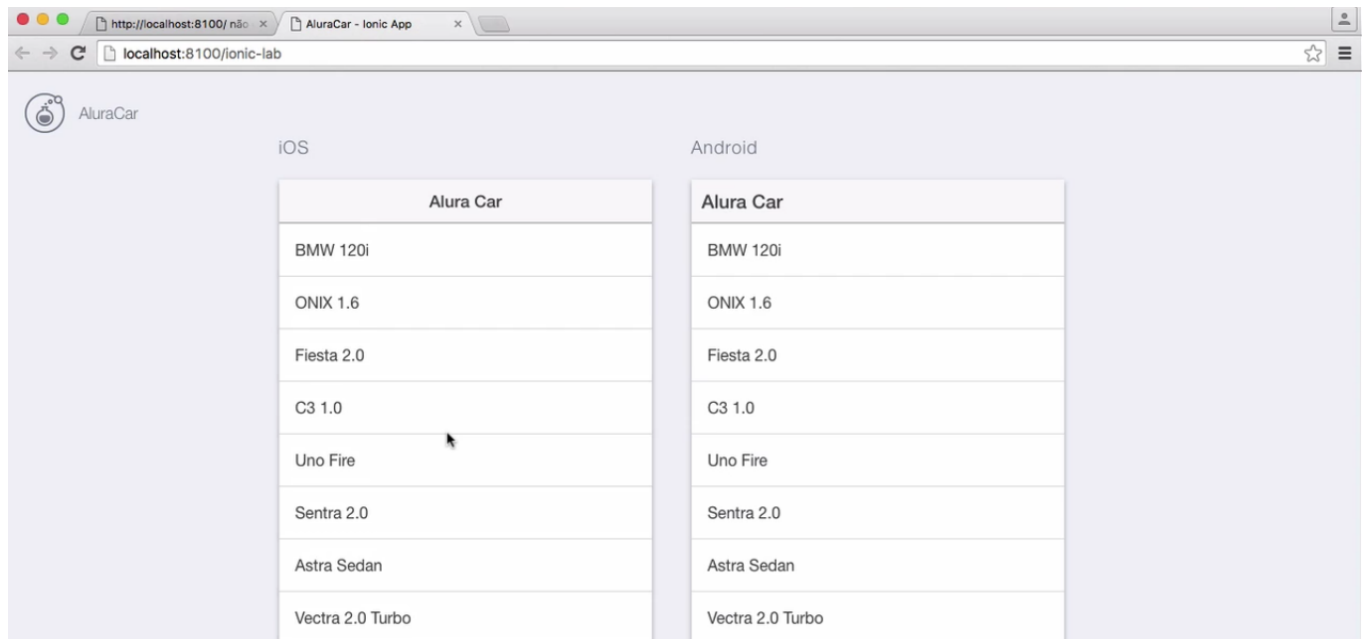 http://localhost:8100/ não
AluraCar - Ionic App
localhost:8100/ionic-lab
AluraCar
iOS
Alura Car
BMW 120i
ONIX 1.6
Fiesta 2.0
C3 1.0
Uno Fire
Sentra 2.0
Astra Sedan
Vectra 2.0 Turbo
Android
Alura Car
BMW 120i
ONIX 1.6
Fiesta 2.0
C3 1.0
Uno Fire
Sentra 2.0
Astra Sedan
Vectra 2.0 Turbo